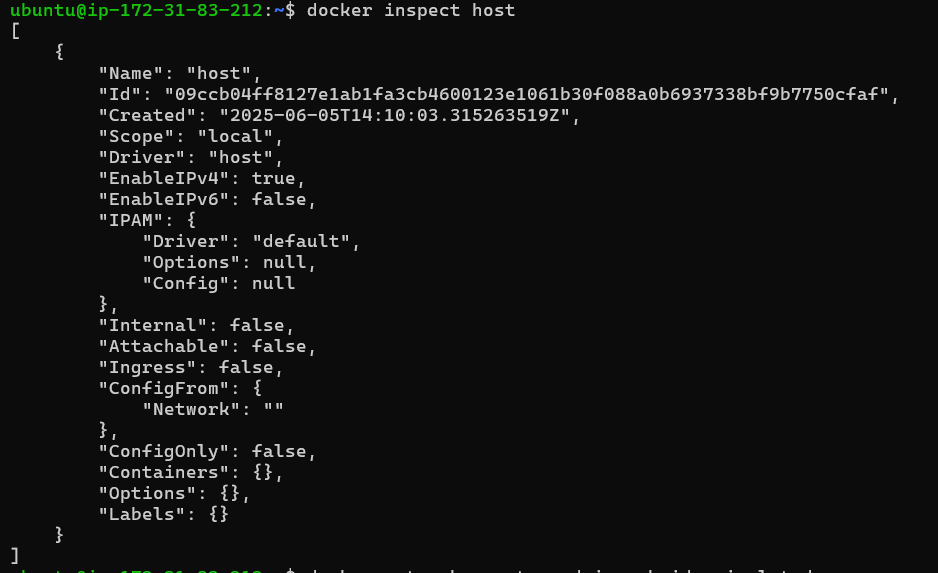 ubuntu@ip-172-31-83-212:~$ docker inspect host
[
    {
        "Name": "host",
        "Id": "09ccb04ff8127e1ab1fa3cb4600123e1061b30f088a0b6937338bf9b7750cfaf",
        "Created": "2025-06-05T14:10:03.315263519Z",
        "Scope": "local",
        "Driver": "host",
        "EnableIPv4": true,
        "EnableIPv6": false,
        "IPAM": {
            "Driver": "default",
            "Options": null,
            "Config": null
        },
        "Internal": false,
        "Attachable": false,
        "Ingress": false,
        "ConfigFrom": {
            "Network": ""
        },
        "ConfigOnly": false,
        "Containers": {},
        "Options": {},
        "Labels": {}
    }
]